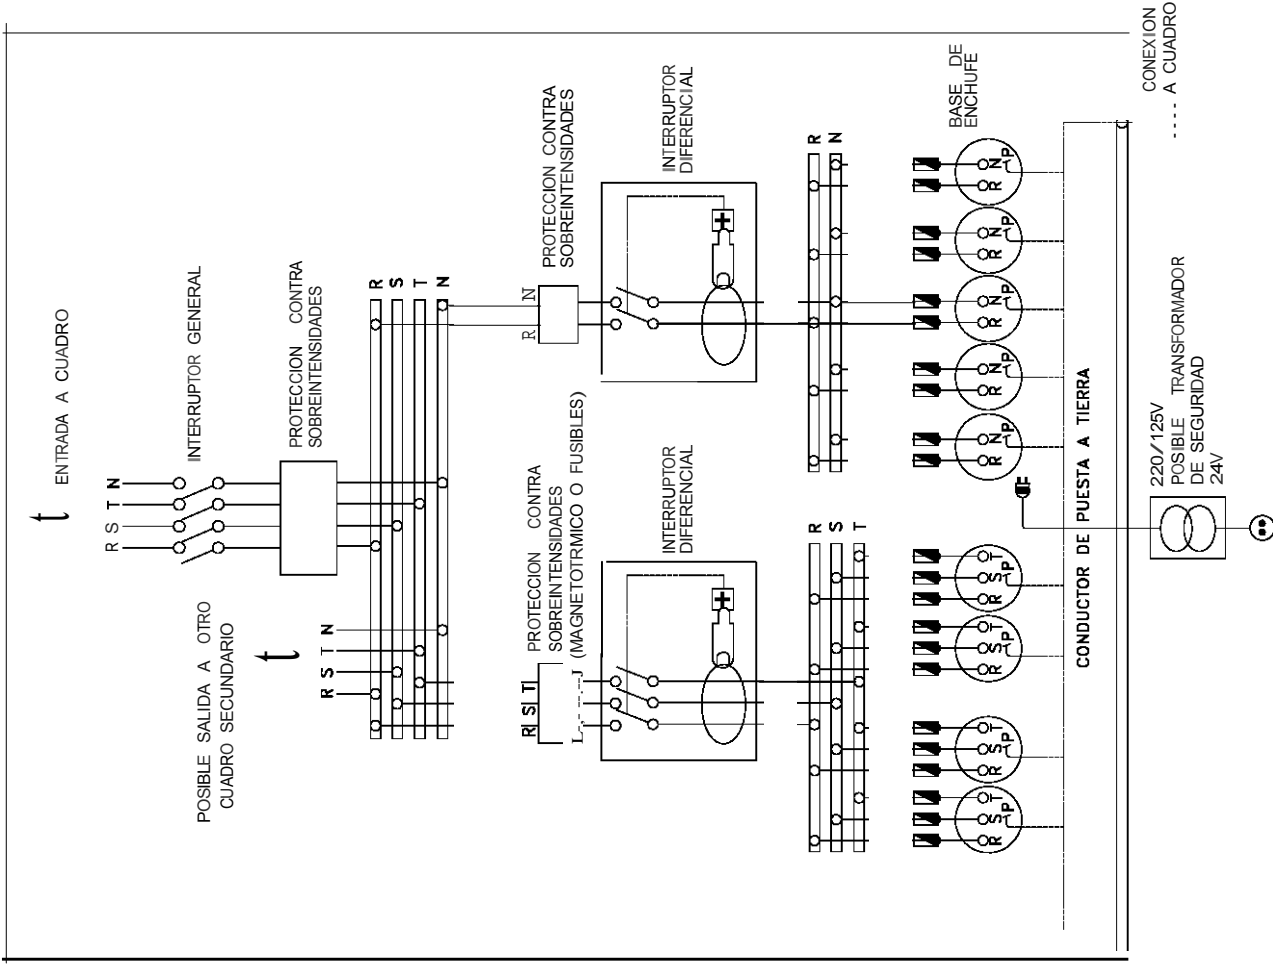 CONEXION
A CUADRO
BASE DE
ENCHUFE
INTERRUPTOR
DIFERENCIAL
PROTECCION CONTRA
SOBREINTENSIDADES
R
N
R N P
R N P
R N P
R N P
R N P
ENTRADA A CUADRO
INTERRUPTOR GENERAL
PROTECCION CONTRA
SOBREINTENSIDADES
R
S
T
N
R N
R S T N
220/125V
POSIBLE TRANSFORMADOR
DE SEGURIDAD
24V
CONDUCTOR DE PUESTA A TIERRA
POSIBLE SALIDA A OTRO
CUADRO SECUNDARIO
R S T N
PROTECCION CONTRA
SOBREINTENSIDADES
(MAGNETOTRMICO O FUSIBLES)
R S T
INTERRUPTOR
DIFERENCIAL
R
S
T
R S T P
R S T P
R S T P
R S T P